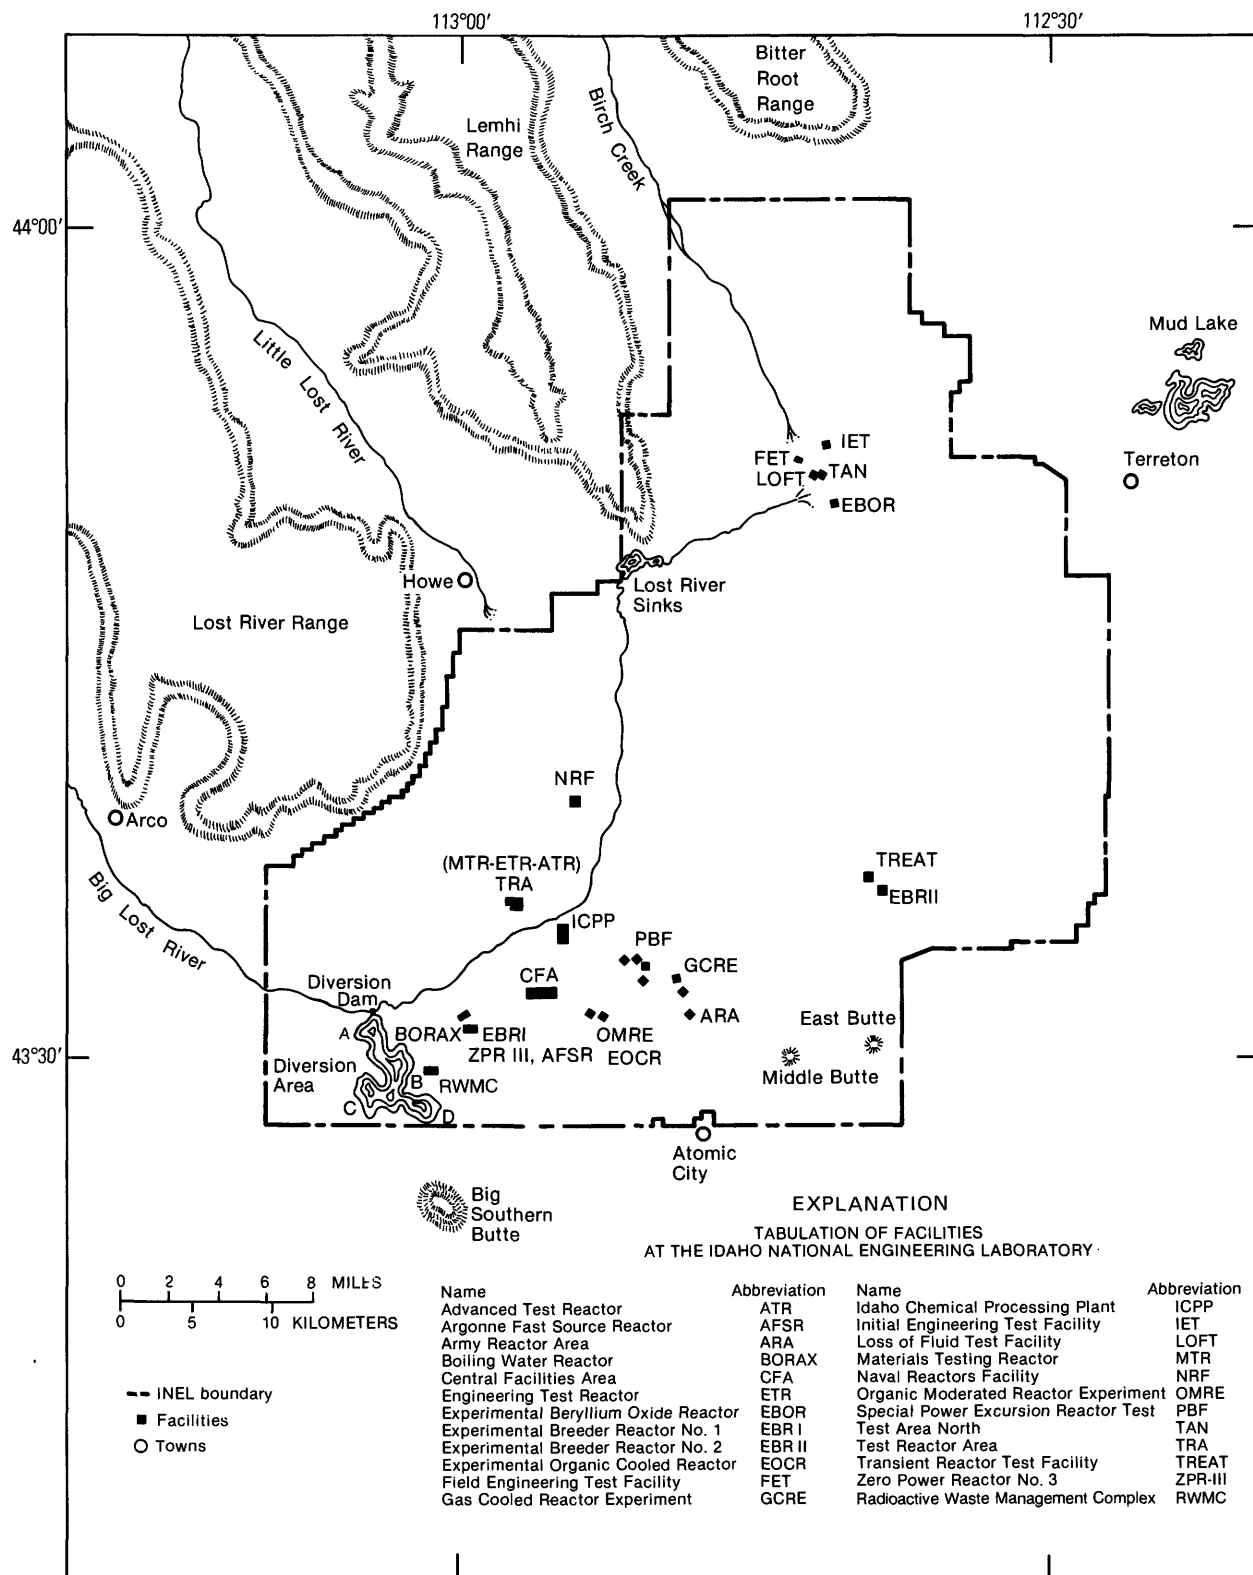 113°00'
112°30'
Bitter
Root
Range
Birch Creek
Lemhi
Range
44°00'
Mud Lake
Little Lost River
IET
FET
LOFT
TAN
Terreton
EBOR
Howe
Lost River
Sinks
Lost River Range
NRF
Arco
(MTR-ETR-ATR)
TRA
TREAT
EBRII
Big Lost River
ICPP
PBF
GCRE
CFA
Diversion
Dam
A
BORAX
EBRI
ZPR III, AFSR
OMRE
EOCR
ARA
East Butte
43°30'
Diversion
Area
Middle Butte
B
RWMC
C
D
Atomic
City
Big
Southern
Butte
EXPLANATION
TABULATION OF FACILITIES
AT THE IDAHO NATIONAL ENGINEERING LABORATORY
0 2 4 6 8 MILES
0 5 10 KILOMETERS
INEL boundary
Facilities
Towns
Name Abbreviation Name Abbreviation
Advanced Test Reactor ATR Idaho Chemical Processing Plant ICPP
Argonne Fast Source Reactor AFSR Initial Engineering Test Facility IET
Army Reactor Area ARA Loss of Fluid Test Facility LOFT
Boiling Water Reactor BORAX Materials Testing Reactor MTR
Central Facilities Area CFA Naval Reactors Facility NRF
Engineering Test Reactor ETR Organic Moderated Reactor Experiment OMRE
Experimental Beryllium Oxide Reactor EBOR Special Power Excursion Reactor Test PBF
Experimental Breeder Reactor No. 1 EBR I Test Area North TAN
Experimental Breeder Reactor No. 2 EBR II Test Reactor Area TRA
Experimental Organic Cooled Reactor EOCR Transient Reactor Test Facility TREAT
Field Engineering Test Facility FET Zero Power Reactor No. 3 ZPR-III
Gas Cooled Reactor Experiment GCRE Radioactive Waste Management Complex RWMC